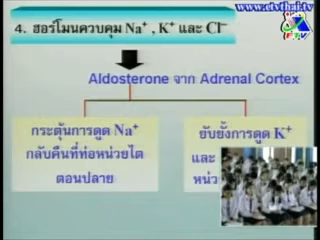 www.etvthai.tv
ETV
4. ฮอร์โมนควบคุม Na⁺ , K⁺ และ Cl⁻
Aldosterone จาก Adrenal Cortex
กระตุ้นการดูด Na⁺
กลับคืนที่ท่อหน่วยไต
ตอนปลาย
ยับยั้งการดูด K⁺
และ
หน่ว